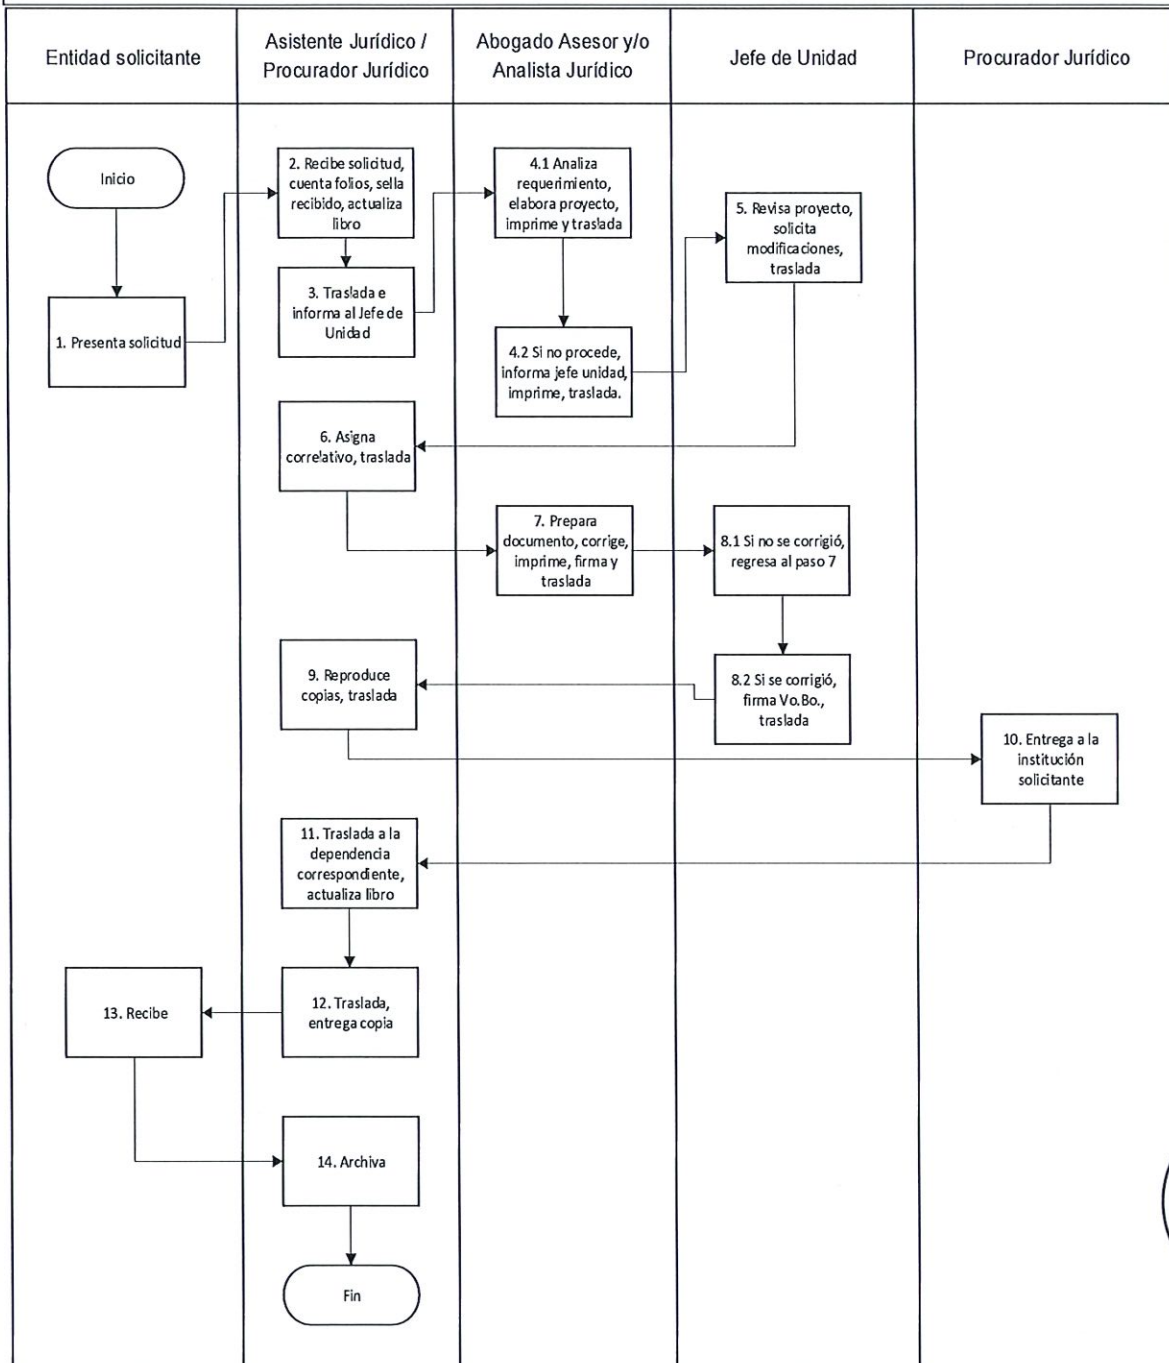 Entidad solicitante
Asistente Jurídico /
Procurador Jurídico
Abogado Asesor y/o
Analista Jurídico
Jefe de Unidad
Procurador Jurídico
Inicio
1. Presenta solicitud
2. Recibe solicitud,
cuenta folios, sella
recibido, actualiza
libro
3. Traslada e
informa al Jefe de
Unidad
4.1 Analiza
requerimiento,
elabora proyecto,
imprime y traslada
4.2 Si no procede,
informa jefe unidad,
imprime, traslada.
5. Revisa proyecto,
solicita
modificaciones,
traslada
6. Asigna
correlativo, traslada
7. Prepara
documento, corrige,
imprime, firma y
traslada
8.1 Si no se corrigió,
regresa al paso 7
8.2 Si se corrigió,
firma Vo.Bo.,
traslada
9. Reproduce
copias, traslada
10. Entrega a la
institución
solicitante
11. Traslada a la
dependencia
correspondiente,
actualiza libro
12. Traslada,
entrega copia
13. Recibe
14. Archiva
Fin